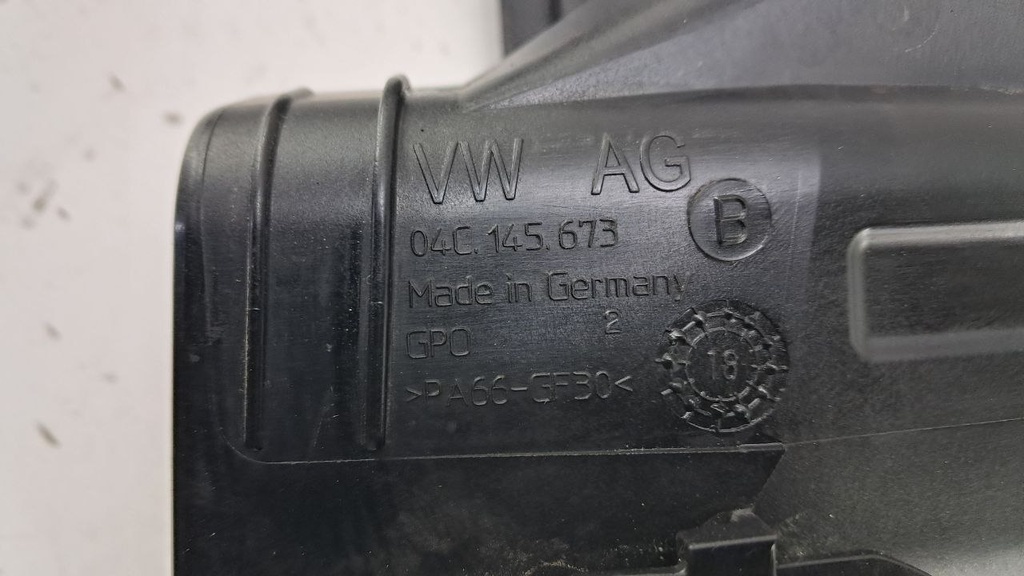 VW AG
B
04C.145.673
Made in Germany
GPO 2
>PA66-GF30<
18